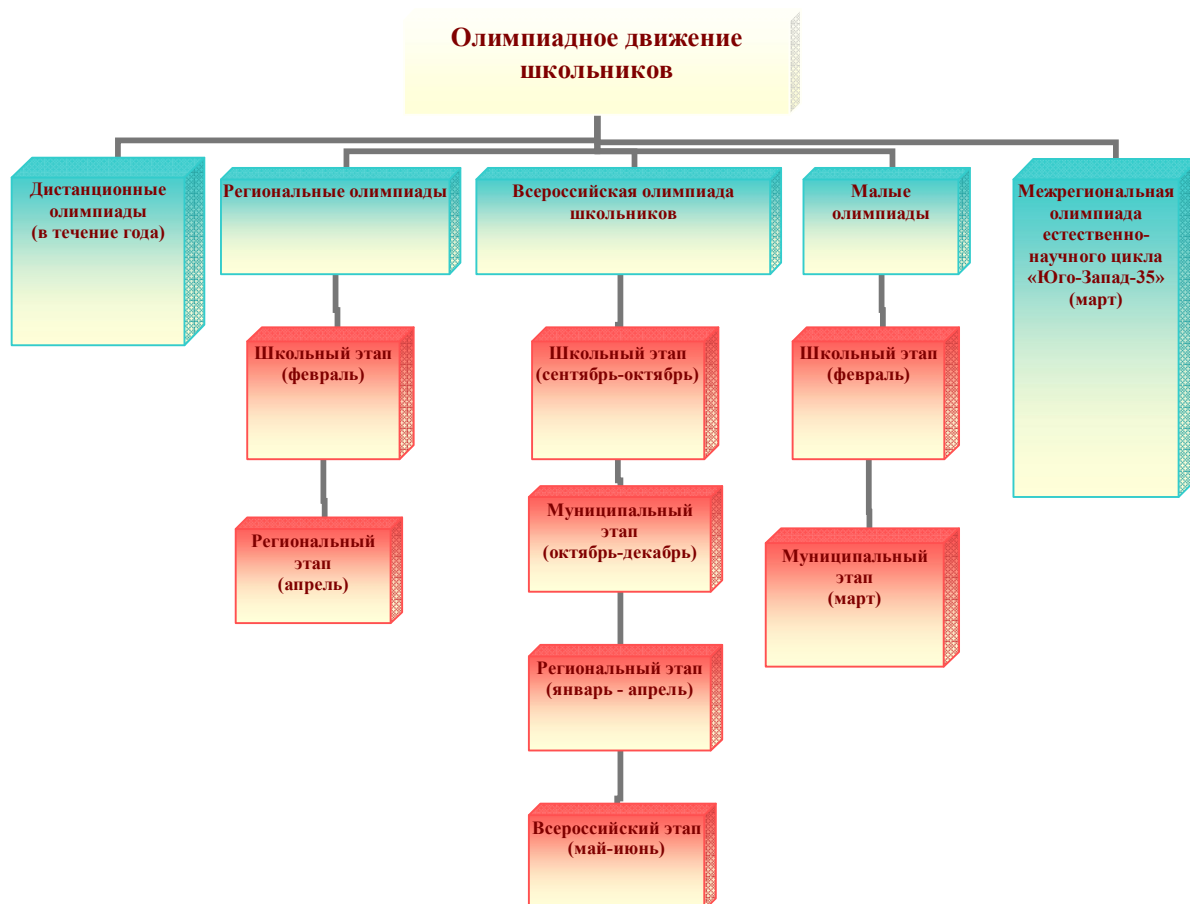 Олимпиадное движение
школьников
Дистанционные
олимпиады
(в течение года)
Региональные олимпиады
Всероссийская олимпиада
школьников
Малые
олимпиады
Межрегиональная
олимпиада
естественно-
научного цикла
«Юго-Запад-35»
(март)
Школьный этап
(февраль)
Школьный этап
(сентябрь-октябрь)
Школьный этап
(февраль)
Региональный
этап
(апрель)
Муниципальный
этап
(октябрь-декабрь)
Муниципальный
этап
(март)
Региональный этап
(январь - апрель)
Всероссийский этап
(май-июнь)